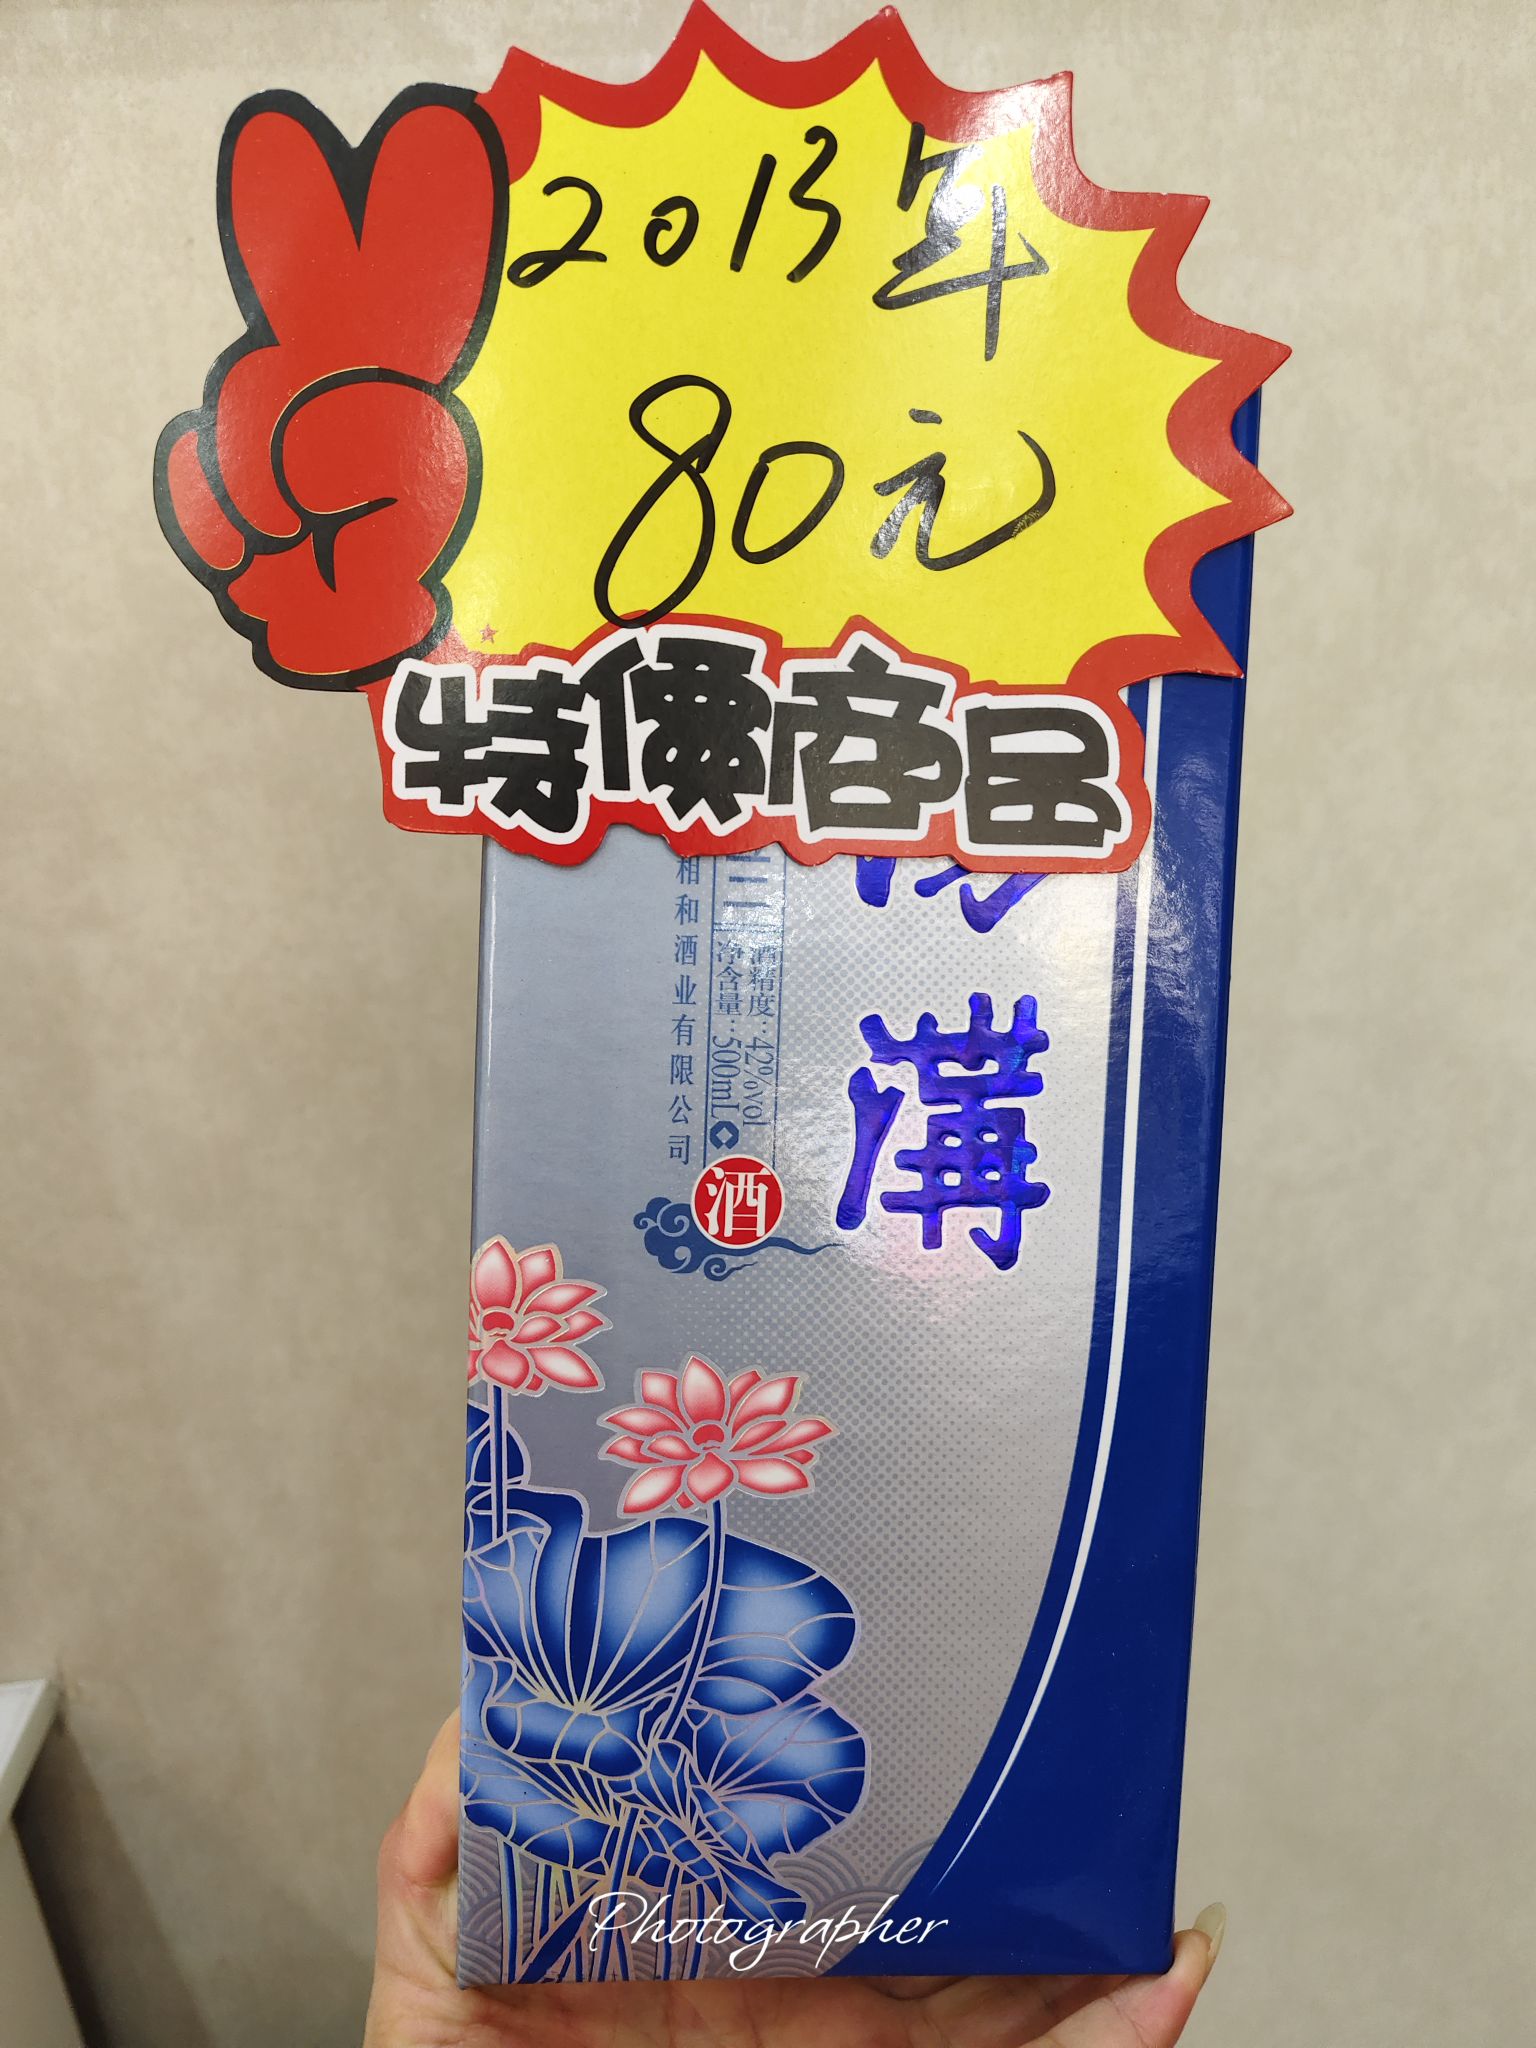 2013年
80元
特價商品
溝
酒精度：42%vol
净含量：500mL
相和酒业有限公司
酒
Photographer